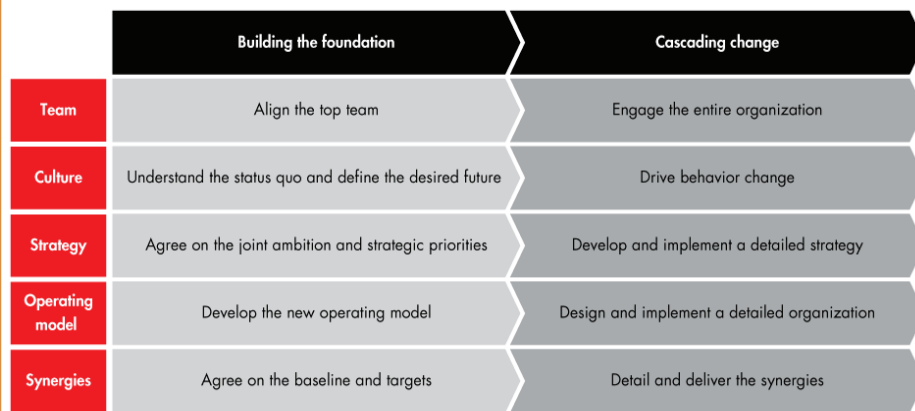 Building the foundation
Cascading change
Team
Align the top team
Engage the entire organization
Culture
Understand the status quo and define the desired future
Drive behavior change
Strategy
Agree on the joint ambition and strategic priorities
Develop and implement a detailed strategy
Operating
model
Develop the new operating model
Design and implement a detailed organization
Synergies
Agree on the baseline and targets
Detail and deliver the synergies